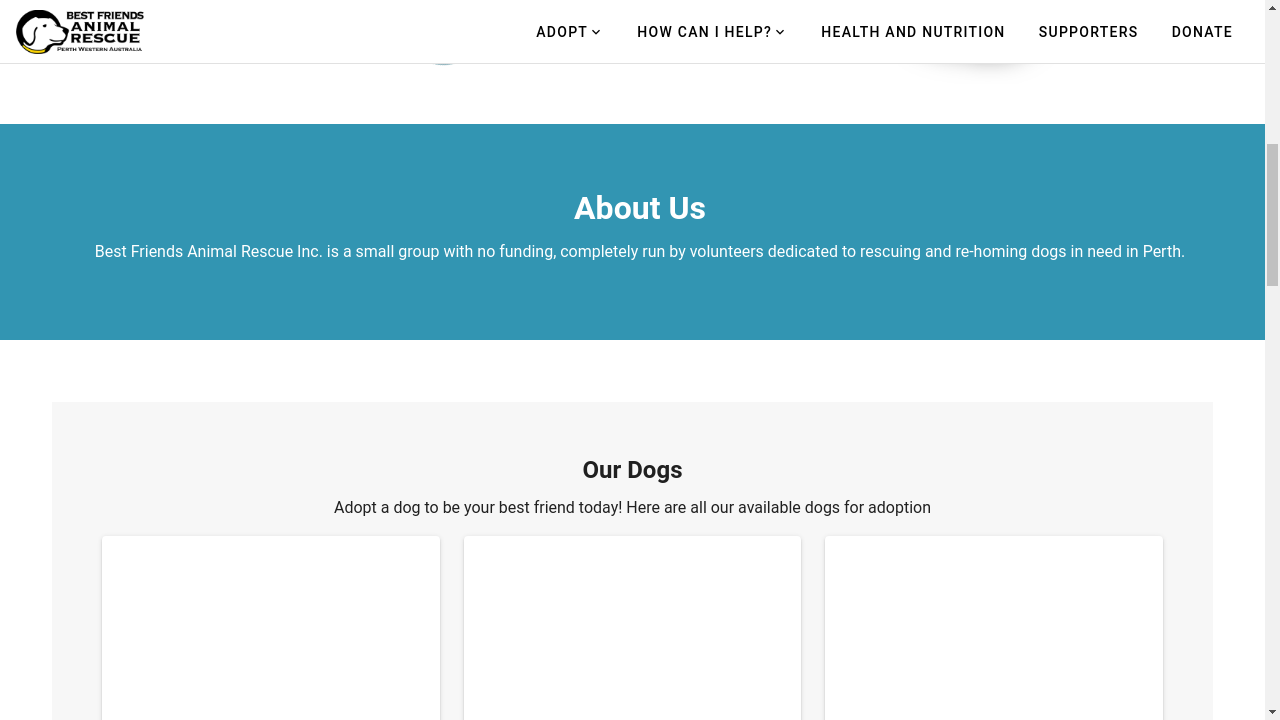 BEST FRIENDS
ANIMAL
RESCUE
PERTH WESTERN AUSTRALIA
ADOPT
HOW CAN I HELP?
HEALTH AND NUTRITION
SUPPORTERS
DONATE
About Us
Best Friends Animal Rescue Inc. is a small group with no funding, completely run by volunteers dedicated to rescuing and re-homing dogs in need in Perth.
Our Dogs
Adopt a dog to be your best friend today! Here are all our available dogs for adoption